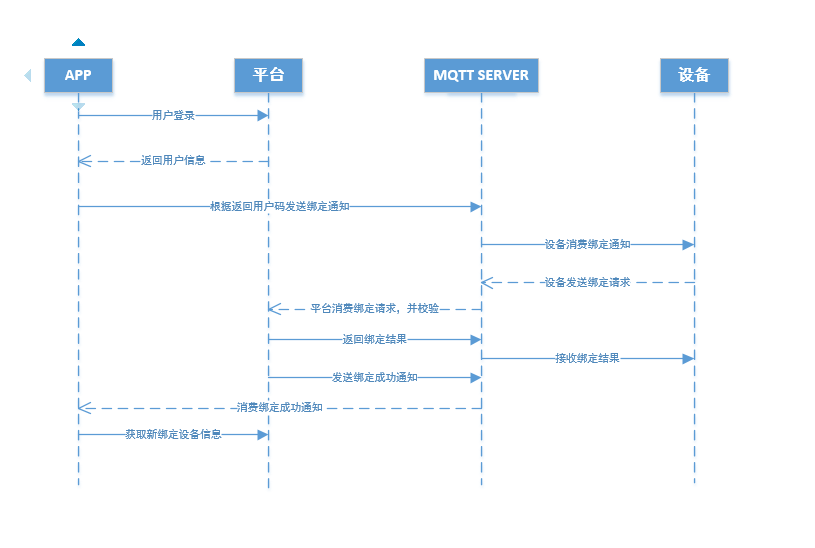 APP
平台
MQTT SERVER
设备
用户登录
返回用户信息
根据返回用户码发送绑定通知
设备消费绑定通知
设备发送绑定请求
平台消费绑定请求，并校验
返回绑定结果
接收绑定结果
发送绑定成功通知
消费绑定成功通知
获取新绑定设备信息